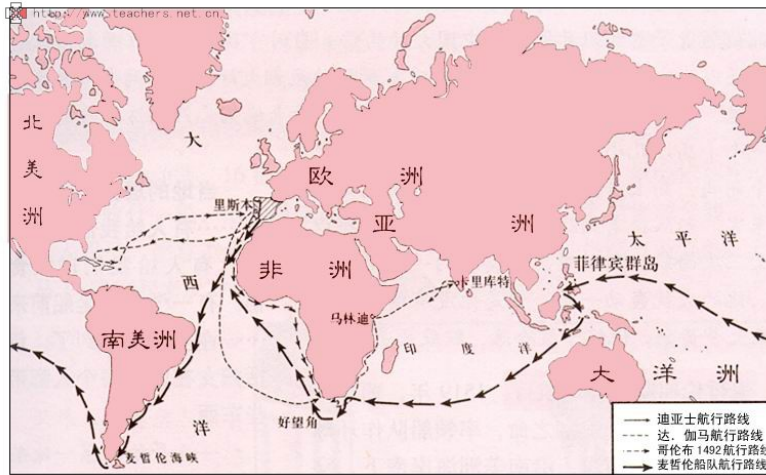 http://www.teachers.net.cn
北美洲
大西洋
欧洲
亚洲
里斯本
太平洋
非洲
卡里库特
菲律宾群岛
马林迪
印度洋
南美洲
大洋洲
好望角
麦哲伦海峡
迪亚士航行路线
达．伽马航行路线
哥伦布1492航行路线
麦哲伦船队航行路线